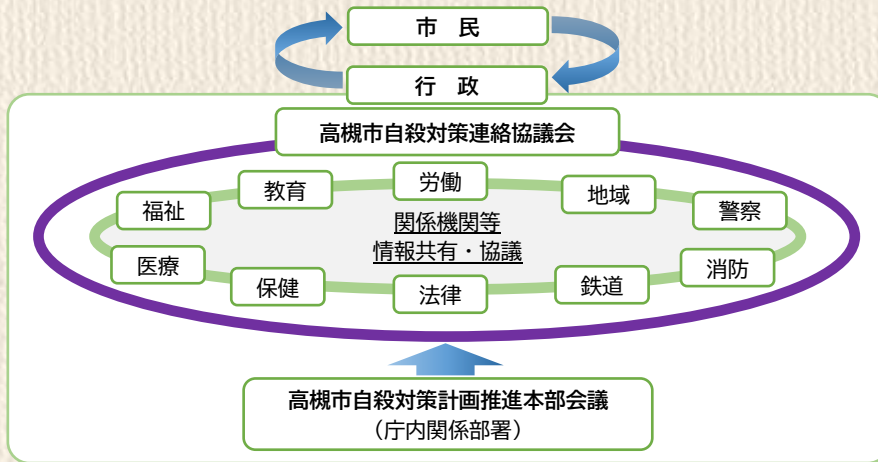 市　民
行　政
高槻市自殺対策連絡協議会
労働
教育
地域
福祉
警察
関係機関等
情報共有・協議
医療
消防
保健
法律
鉄道
高槻市自殺対策計画推進本部会議
（庁内関係部署）